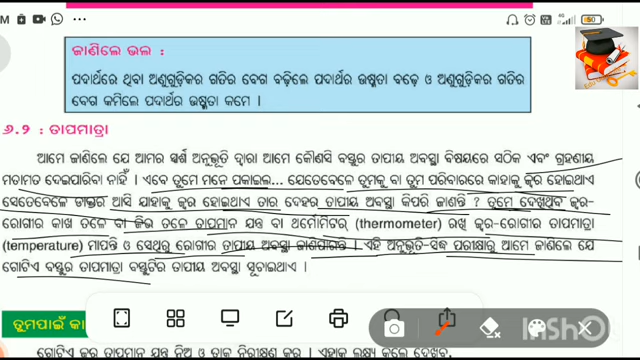 ଜାଣିଲେ ଭଲ :
ପଦାର୍ଥରେ ଥିବା ଅଣୁଗୁଡ଼ିକର ଗତିର ବେଗ ବଢ଼ିଲେ ପଦାର୍ଥର ଉଷ୍ମତା ବଢ଼େ ଓ ଅଣୁଗୁଡ଼ିକର ଗତିର
ବେଗ କମିଲେ ପଦାର୍ଥର ଉଷ୍ମତା କମେ ।
୬.୨ : ତାପମାତ୍ରା
ଆମେ ଜାଣିଲେ ଯେ ଆମର ସ୍ପର୍ଶ ଅନୁଭୂତି ଦ୍ୱାରା ଆମେ କୌଣସି ବସ୍ତୁର ତାପୀୟ ଅବସ୍ଥା ବିଷୟରେ ସଠିକ ଏବଂ ଗ୍ରହଣୀୟ
ମତାମତ ଦେଇପାରିବା ନାହିଁ । ଏବେ ତୁମେ ମନେ ପକାଇଲ... ଯେତେବେଳେ ତୁମକୁ ବା ତୁମ ପରିବାରରେ କାହାକୁ ଜ୍ୱର ହୋଇଥାଏ
ସେତେବେଳେ ଡାକ୍ତର ଆସି ଯାହାକୁ ଜ୍ୱର ହୋଇଥାଏ ତାର ଦେହର ତାପୀୟ ଅବସ୍ଥା କିପରି ଜାଣନ୍ତି ? ତୁମେ ଦେଖିଥିବ ଜ୍ୱର-
ରୋଗୀର କାଖ ତଳେ ବା ଜିଭ ତଳେ ତାପମାନ ଯନ୍ତ୍ର ବା ଥର୍ମୋମିଟର (thermometer) ରଖି ଜ୍ୱର-ରୋଗୀର ତାପମାତ୍ରା
(temperature) ମାପନ୍ତି ଓ ସେଥିରୁ ରୋଗୀର ତାପୀୟ ଅବସ୍ଥା ଜାଣିପାରନ୍ତି । ଏହି ଅନୁଭୂତି-ସିଦ୍ଧ ପରୀକ୍ଷାରୁ ଆମେ ଜାଣିଲେ ଯେ
ଗୋଟିଏ ବସ୍ତୁର ତାପମାତ୍ରା ବସ୍ତୁଟିର ତାପୀୟ ଅବସ୍ଥା ସୂଚାଇଥାଏ ।
ତୁମପାଇଁ କା
ଗୋଟିଏ ଜ୍ୱର ତାପମାନ ଯନ୍ତ୍ର ନିଅ ଓ ତାକୁ ନିରୀକ୍ଷଣ କର । ଏହାକୁ ଲକ୍ଷ୍ୟ କଲେ ଦେଖିବ,
InShot